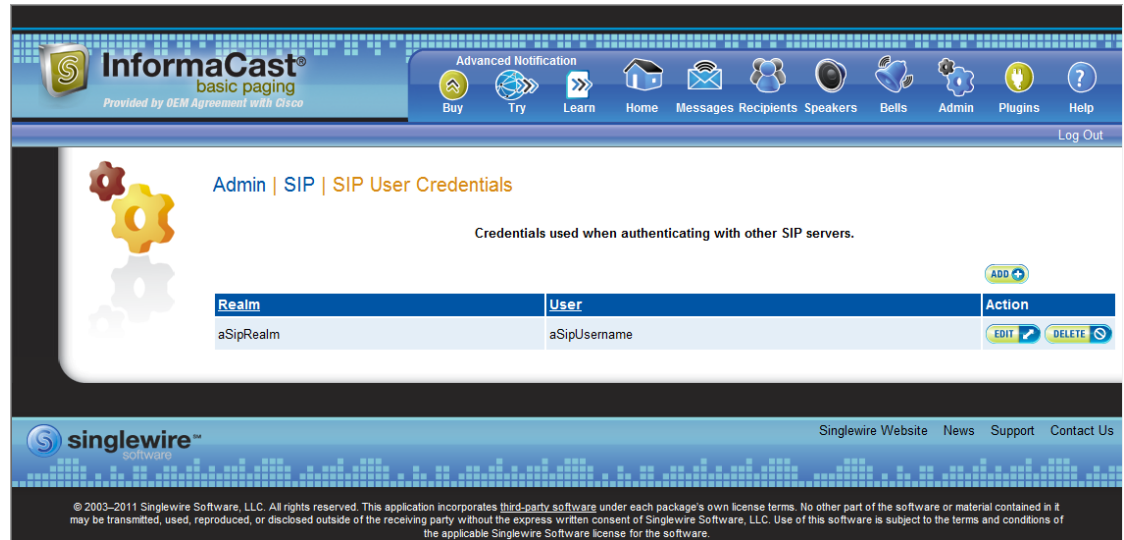 InformaCast®
basic paging
Provided by OEM Agreement with Cisco
Advanced Notification
Buy Try Learn Home Messages Recipients Speakers Bells Admin Plugins Help
Log Out
Admin | SIP | SIP User Credentials
Credentials used when authenticating with other SIP servers.
ADD
Realm User Action
aSipRealm aSipUsername EDIT DELETE
singlewire℠
software
Singlewire Website News Support Contact Us
© 2003–2011 Singlewire Software, LLC. All rights reserved. This application incorporates third-party software under each package's own license terms. No other part of the software or material contained in it
may be transmitted, used, reproduced, or disclosed outside of the receiving party without the express written consent of Singlewire Software, LLC. Use of this software is subject to the terms and conditions of
the applicable Singlewire Software license for the software.